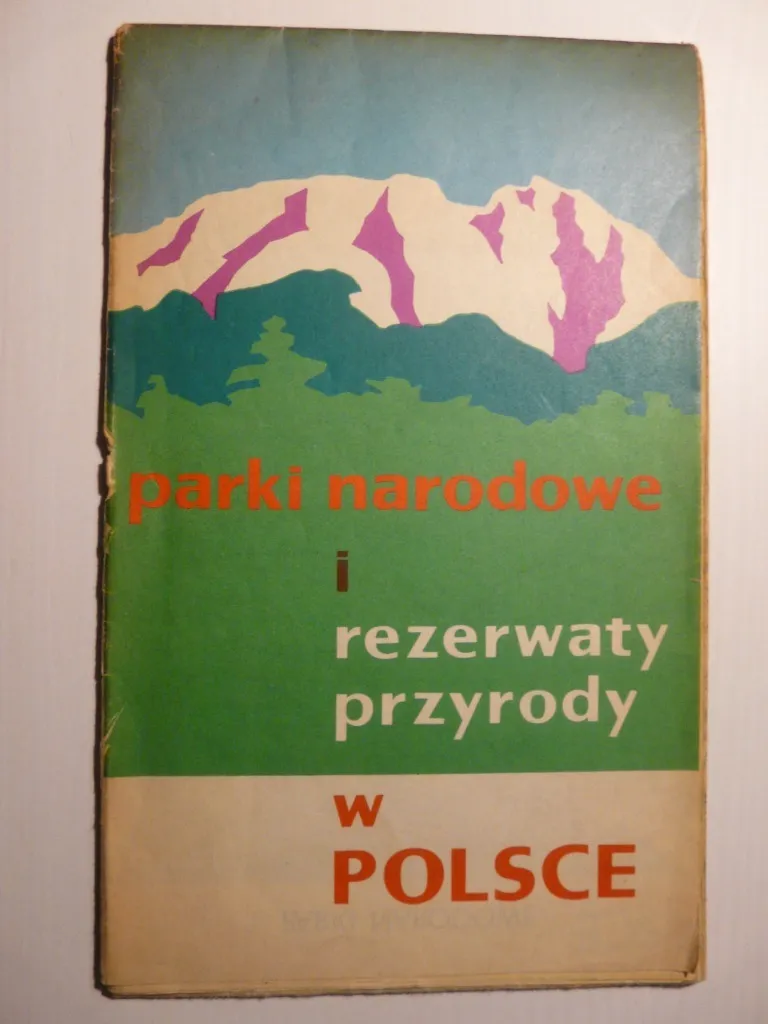 parki narodowe
i
rezerwaty
przyrody
w
POLSCE